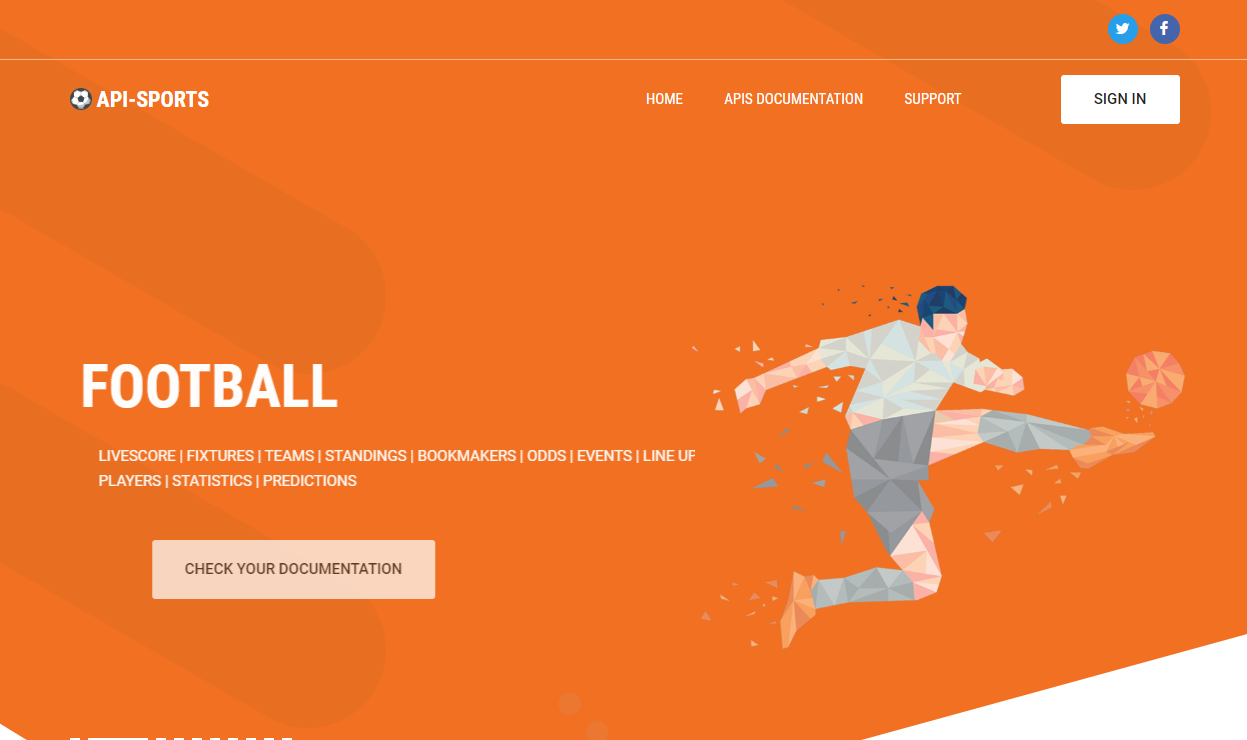 API-SPORTS
HOME APIS DOCUMENTATION SUPPORT SIGN IN
FOOTBALL
LIVESCORE | FIXTURES | TEAMS | STANDINGS | BOOKMAKERS | ODDS | EVENTS | LINE
PLAYERS | STATISTICS | PREDICTIONS
CHECK YOUR DOCUMENTATION